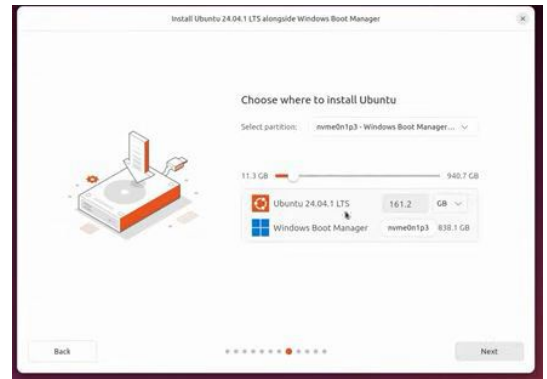 Install Ubuntu 24.04.1 LTS alongside Windows Boot Manager
Choose where to install Ubuntu
Select partition: nvme0n1p3 - Windows Boot Manager...
11.3 GB 940.7 GB
Ubuntu 24.04.1 LTS 161.2 GB
Windows Boot Manager nvme0n1p3 838.1 GB
Back Next